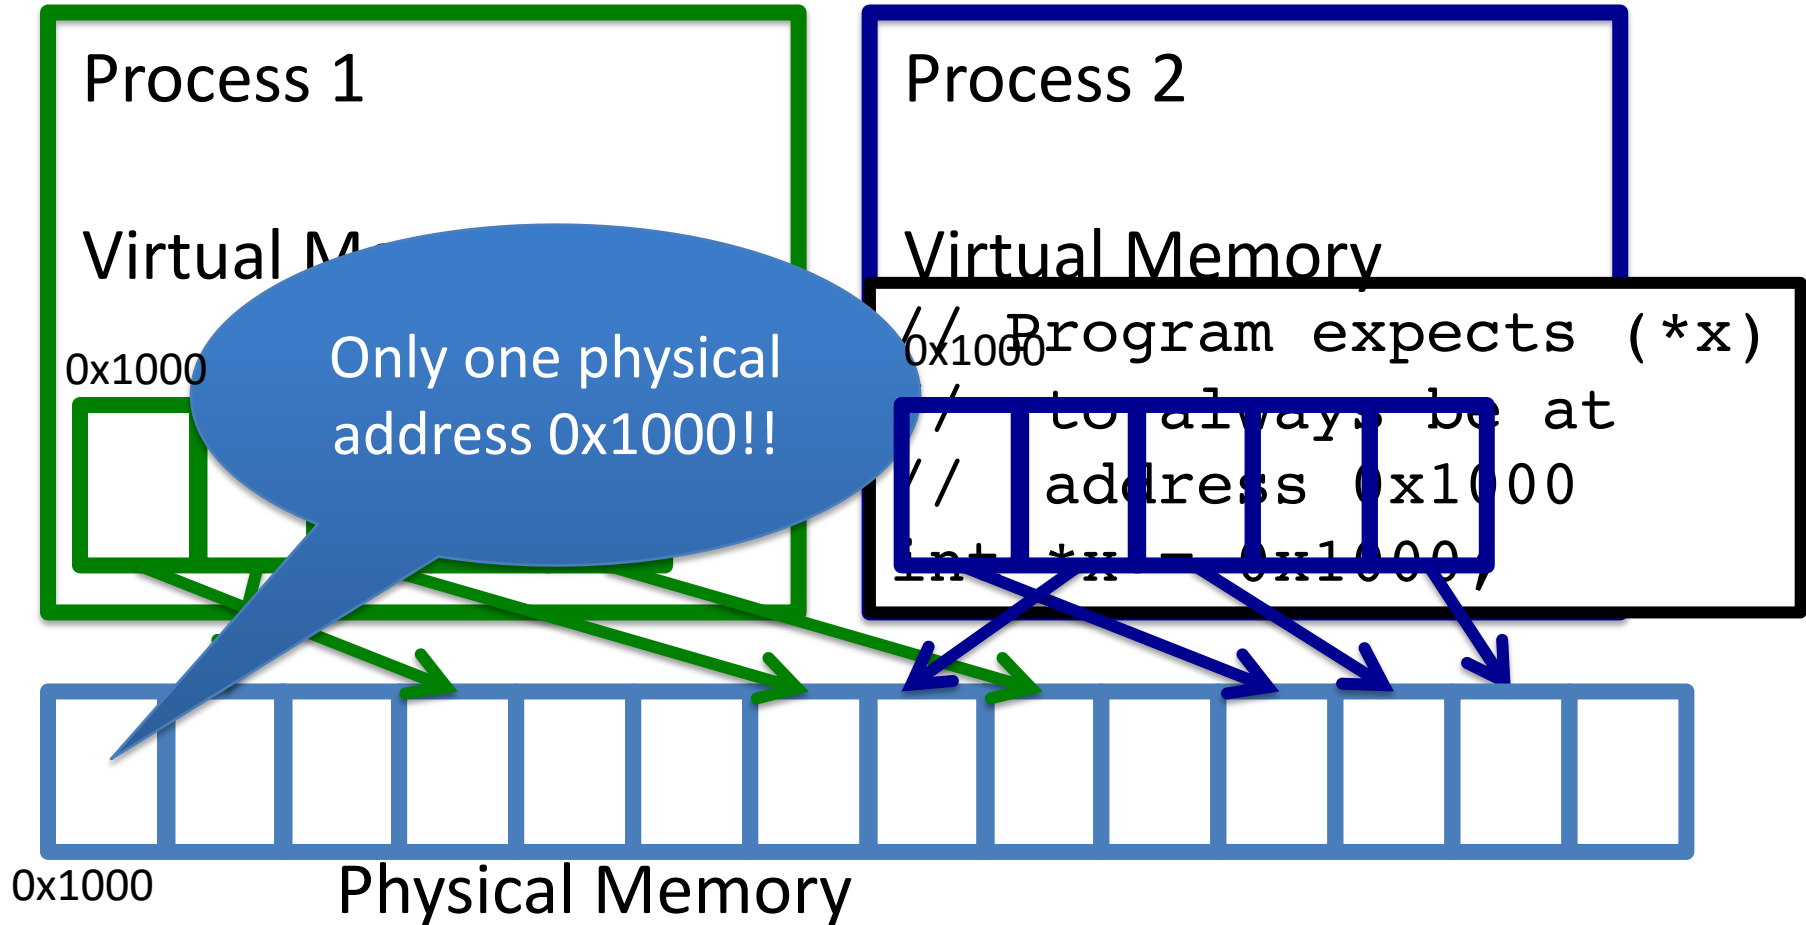 Process 1
Virtual M
0x1000
Only one physical
address 0x1000!!
Process 2
Virtual Memory
0x1000
// Program expects (*x)
// to always be at
// address 0x1000
int *x = 0x1000;
0x1000
Physical Memory